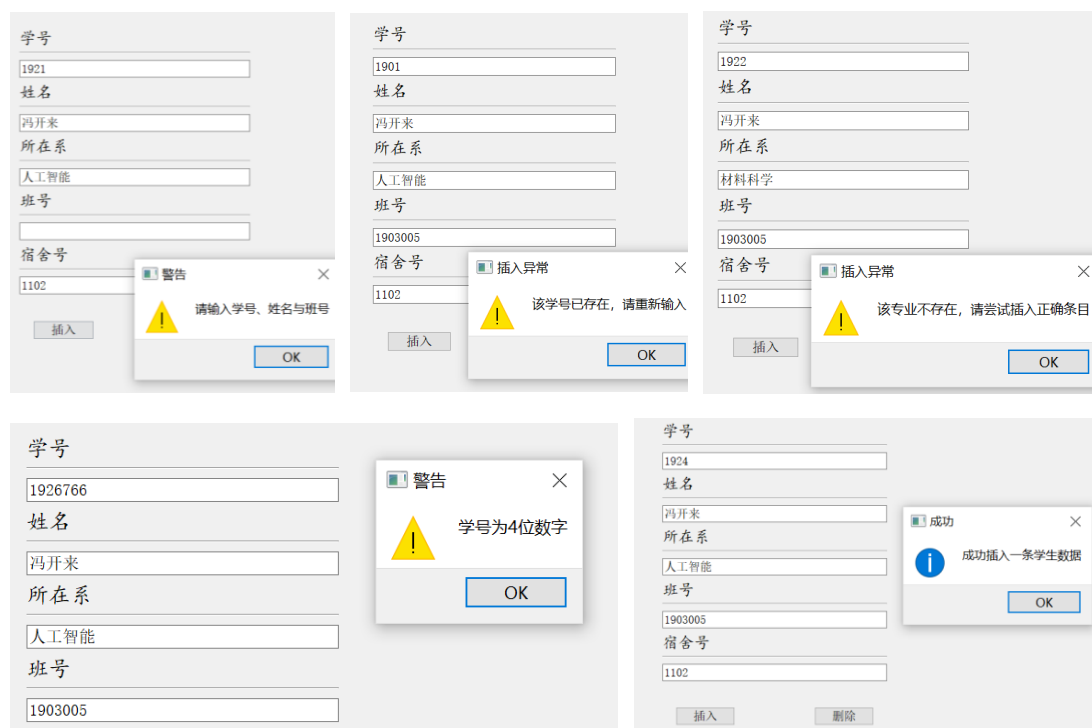 学号
1921
姓名
冯开来
所在系
人工智能
班号
宿舍号
1102
插入
警告
请输入学号、姓名与班号
OK
学号
1901
姓名
冯开来
所在系
人工智能
班号
1903005
宿舍号
1102
插入
插入异常
该学号已存在，请重新输入
OK
学号
1922
姓名
冯开来
所在系
材料科学
班号
1903005
宿舍号
1102
插入
插入异常
该专业不存在，请尝试插入正确条目
OK
学号
1926766
姓名
冯开来
所在系
人工智能
班号
1903005
警告
学号为4位数字
OK
学号
1924
姓名
冯开来
所在系
人工智能
班号
1903005
宿舍号
1102
插入 删除
成功
成功插入一条学生数据
OK